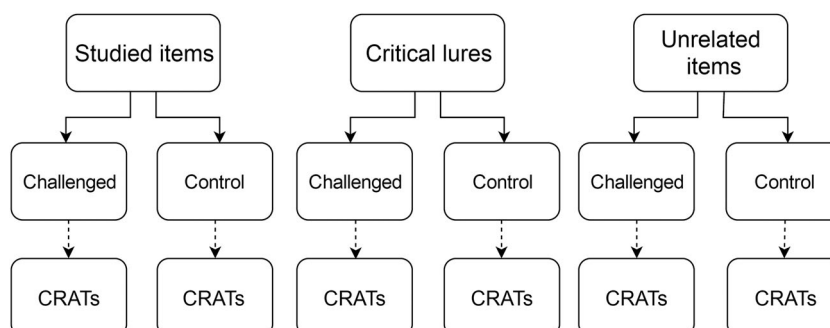 Studied items
Critical lures
Unrelated
items
Challenged
Control
Challenged
Control
Challenged
Control
CRATs
CRATs
CRATs
CRATs
CRATs
CRATs